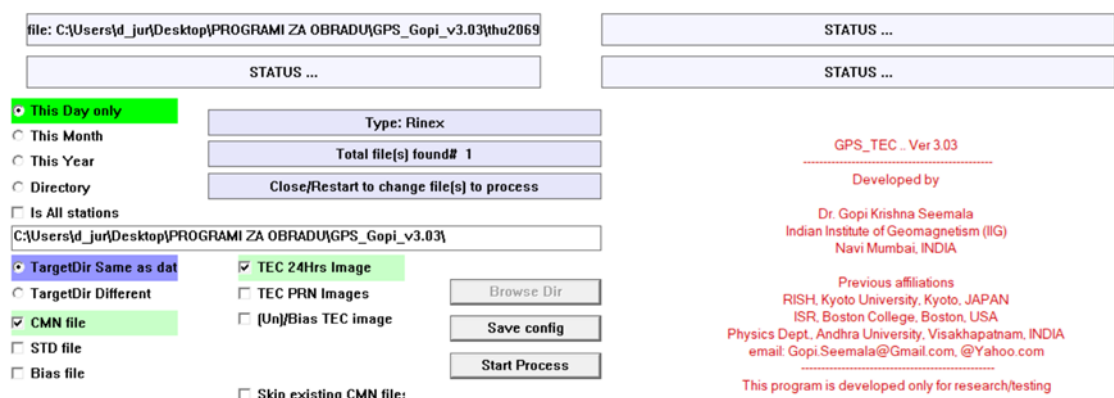 file: C:\Users\d_jur\Desktop\PROGRAMI ZA OBRADU\GPS_Gopi_v3.03\thu2069
STATUS ...
STATUS ...
STATUS ...
This Day only
This Month
This Year
Directory
Is All stations
Type: Rinex
Total file(s) found# 1
Close/Restart to change file(s) to process
C:\Users\d_jur\Desktop\PROGRAMI ZA OBRADU\GPS_Gopi_v3.03\
TargetDir Same as dat
TargetDir Different
CMN file
STD file
Bias file
TEC 24Hrs Image
TEC PRN Images
(Un)/Bias TEC image
Skip existing CMN file:
Browse Dir
Save config
Start Process
GPS_TEC .. Ver 3.03
-----------------------------------------------
Developed by
Dr. Gopi Krishna Seemala
Indian Institute of Geomagnetism (IIG)
Navi Mumbai, INDIA
Previous affiliations
RISH, Kyoto University, Kyoto, JAPAN
ISR, Boston College, Boston, USA
Physics Dept., Andhra University, Visakhapatnam, INDIA
email: Gopi.Seemala@Gmail.com, @Yahoo.com
-----------------------------------------------
This program is developed only for research/testing